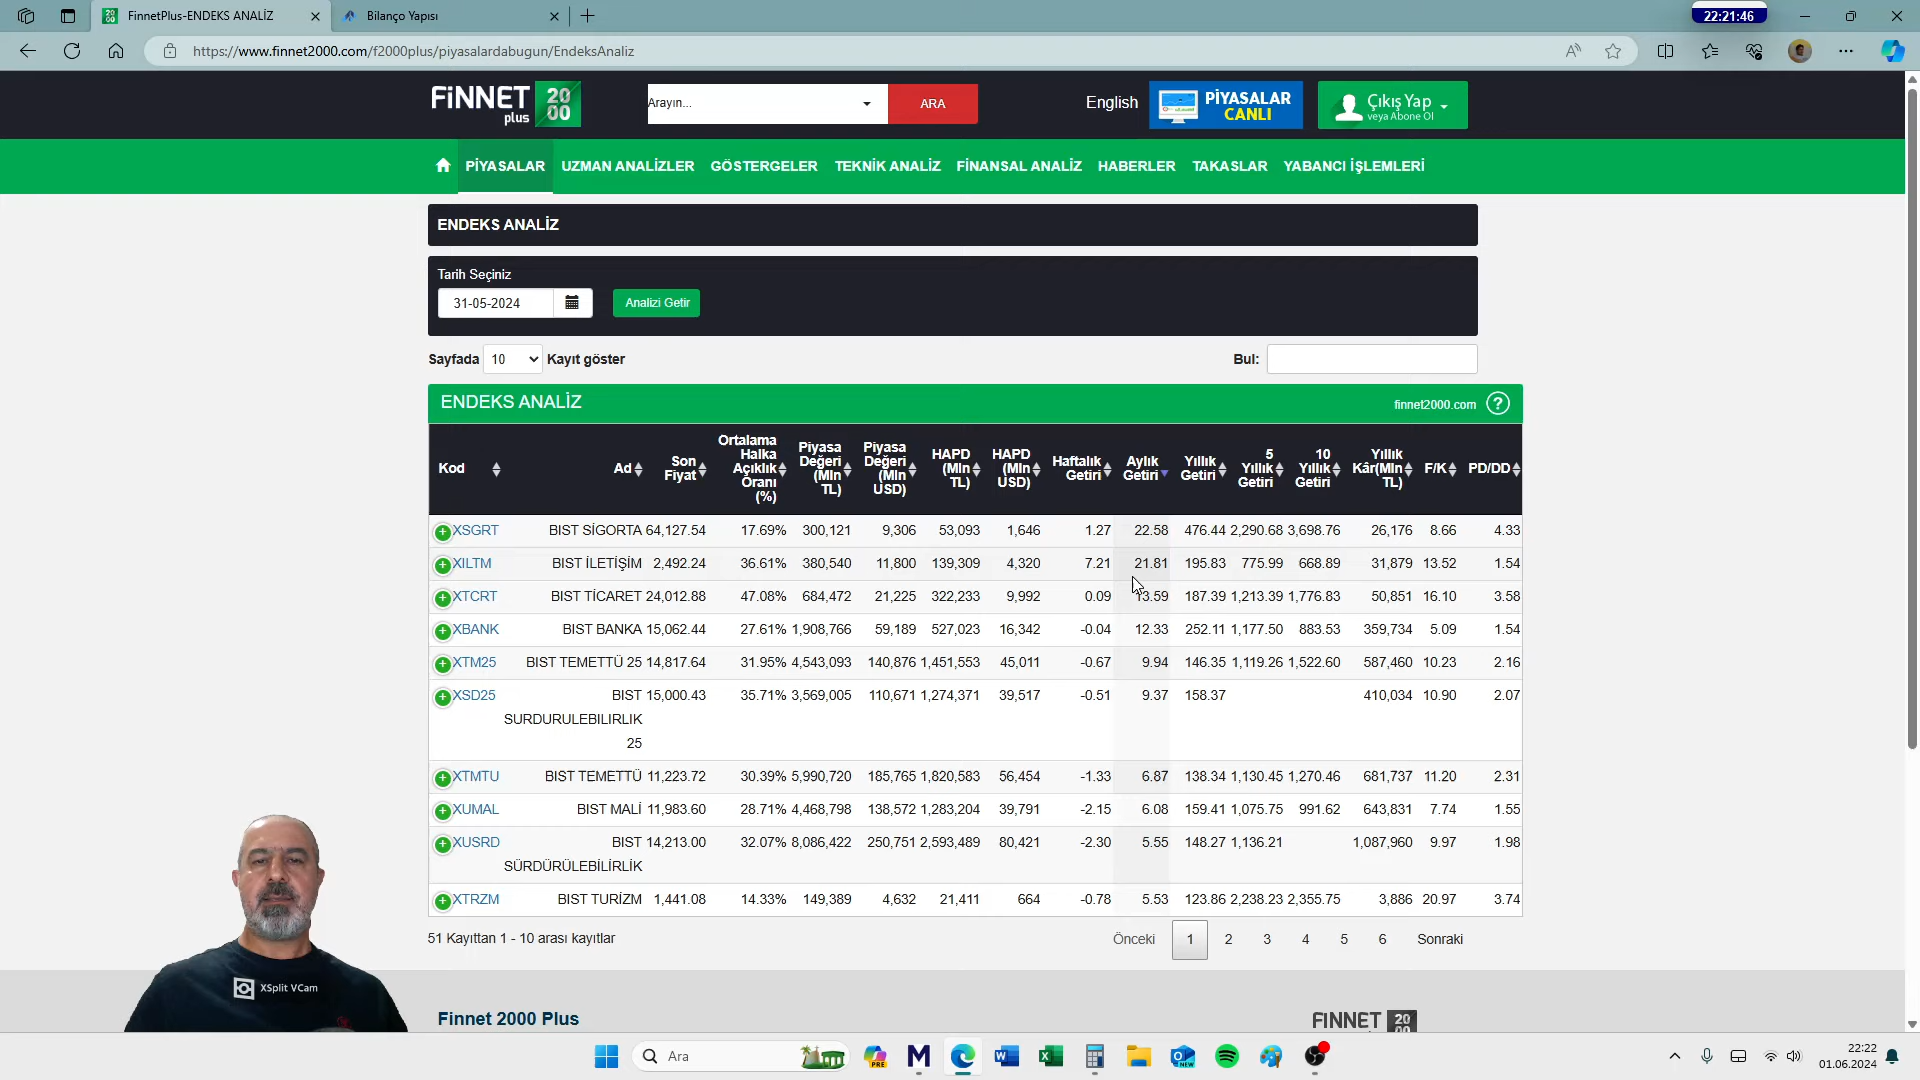 FinnetPlus-ENDEKS ANALİZ
Bilanço Yapısı
22:21:46
https://www.finnet2000.com/f2000plus/piyasalardabugun/EndeksAnaliz
FiNNET plus 20 00
Arayın...
ARA
English
PİYASALAR CANLI
Çıkış Yap
veya Abone Ol
PİYASALAR UZMAN ANALİZLER GÖSTERGELER TEKNİK ANALİZ FİNANSAL ANALİZ HABERLER TAKASLAR YABANCI İŞLEMLERİ
ENDEKS ANALİZ
Tarih Seçiniz
31-05-2024 Analizi Getir
Sayfada 10 Kayıt göster Bul:
ENDEKS ANALİZ finnet2000.com ?
Kod Ad Son Fiyat Ortalama Halka Açıklık Oranı (%) Piyasa Değeri (Mln TL) Piyasa Değeri (Mln USD) HAPD (Mln TL) HAPD (Mln USD) Haftalık Getiri Aylık Getiri Yıllık Getiri 5 Yıllık Getiri 10 Yıllık Getiri Yıllık Kâr(Mln TL) F/K PD/DD
XSGRT BIST SİGORTA 64,127.54 17.69% 300,121 9,306 53,093 1,646 1.27 22.58 476.44 2,290.68 3,698.76 26,176 8.66 4.33
XILTM BIST İLETİŞİM 2,492.24 36.61% 380,540 11,800 139,309 4,320 7.21 21.81 195.83 775.99 668.89 31,879 13.52 1.54
XTCRT BIST TİCARET 24,012.88 47.08% 684,472 21,225 322,233 9,992 0.09 13.59 187.39 1,213.39 1,776.83 50,851 16.10 3.58
XBANK BIST BANKA 15,062.44 27.61% 1,908,766 59,189 527,023 16,342 -0.04 12.33 252.11 1,177.50 883.53 359,734 5.09 1.54
XTM25 BIST TEMETTÜ 25 14,817.64 31.95% 4,543,093 140,876 1,451,553 45,011 -0.67 9.94 146.35 1,119.26 1,522.60 587,460 10.23 2.16
XSD25 BIST 15,000.43 35.71% 3,569,005 110,671 1,274,371 39,517 -0.51 9.37 158.37 410,034 10.90 2.07
SURDURULEBILIRLIK
25
XTMTU BIST TEMETTÜ 11,223.72 30.39% 5,990,720 185,765 1,820,583 56,454 -1.33 6.87 138.34 1,130.45 1,270.46 681,737 11.20 2.31
XUMAL BIST MALİ 11,983.60 28.71% 4,468,798 138,572 1,283,204 39,791 -2.15 6.08 159.41 1,075.75 991.62 643,831 7.74 1.55
XUSRD BIST 14,213.00 32.07% 8,086,422 250,751 2,593,489 80,421 -2.30 5.55 148.27 1,136.21 1,087,960 9.97 1.98
SÜRDÜRÜLEBİLİRLİK
XTRZM BIST TURİZM 1,441.08 14.33% 149,389 4,632 21,411 664 -0.78 5.53 123.86 2,238.23 2,355.75 3,886 20.97 3.74
51 Kayıttan 1 - 10 arası kayıtlar Önceki 1 2 3 4 5 6 Sonraki
XSplit VCam
Finnet 2000 Plus
FINNET 20 00
Ara
22:22
01.06.2024